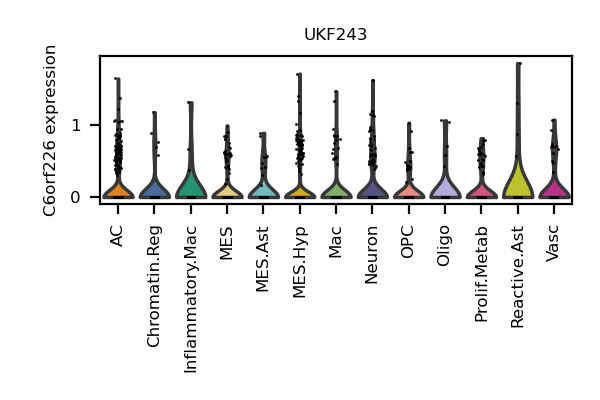 UKF243
C6orf226 expression
1
0
AC
Chromatin.Reg
Inflammatory.Mac
MES
MES.Ast
MES.Hyp
Mac
Neuron
OPC
Oligo
Prolif.Metab
Reactive.Ast
Vasc